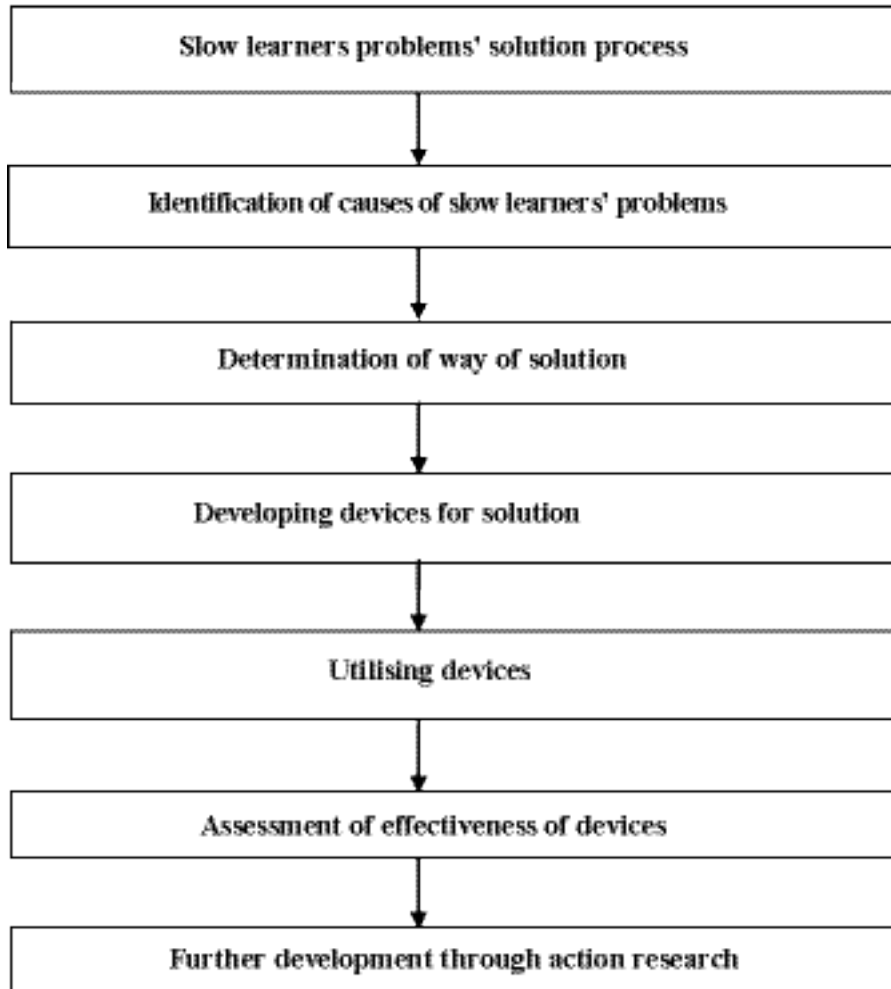 Slow learners problems' solution process
Identification of causes of slow learners' problems
Determination of way of solution
Developing devices for solution
Utilising devices
Assessment of effectiveness of devices
Further development through action research